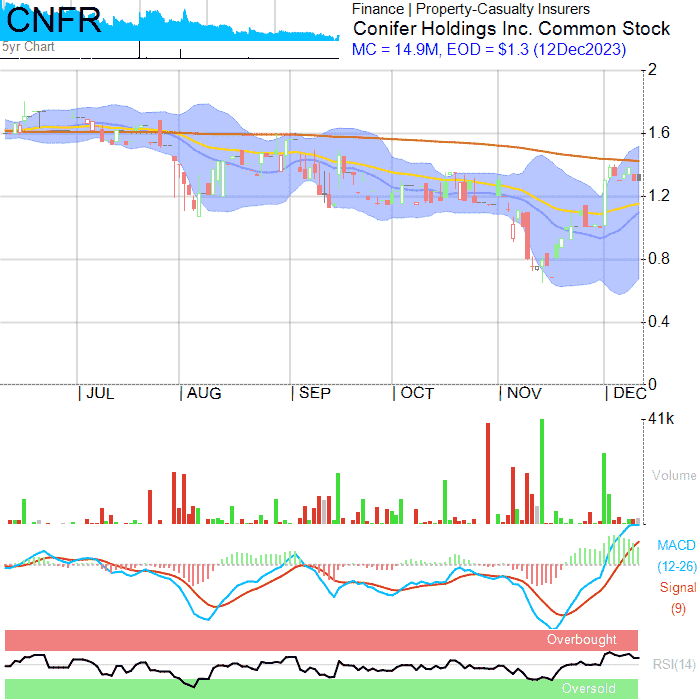 CNFR
5yr Chart
Finance | Property-Casualty Insurers
Conifer Holdings Inc. Common Stock
MC = 14.9M, EOD = $1.3 (12Dec2023)
2
1.6
1.2
0.8
0.4
0
JUL AUG SEP OCT NOV DEC
41k
Volume
MACD
(12-26)
Signal
(9)
Overbought
RSI(14)
Oversold